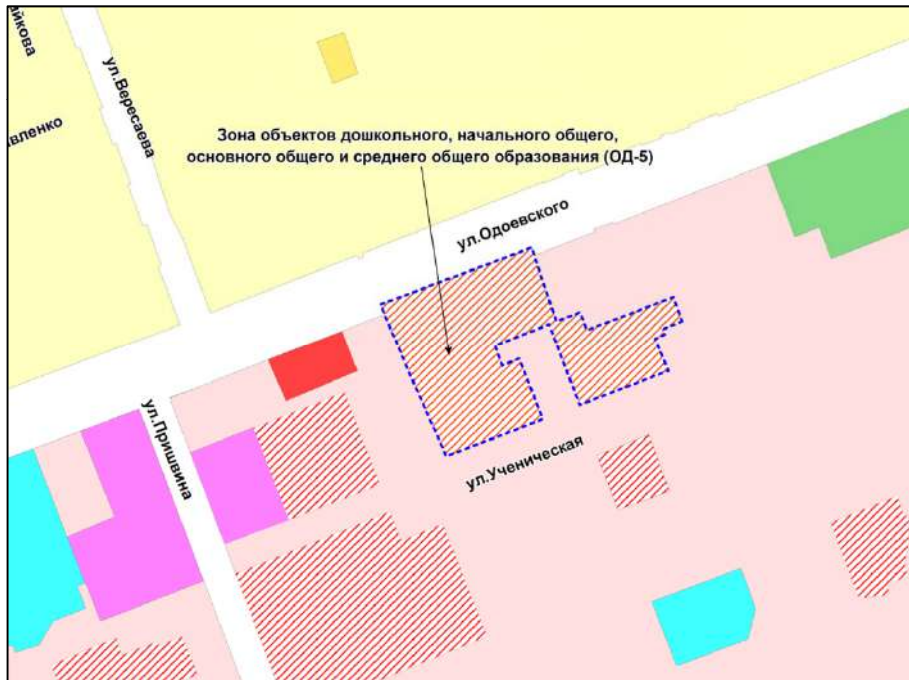 айкова
вленко
ул.Вересаева
Зона объектов дошкольного, начального общего,
основного общего и среднего общего образования (ОД-5)
ул.Одоевского
ул.Пришвина
ул.Ученическая